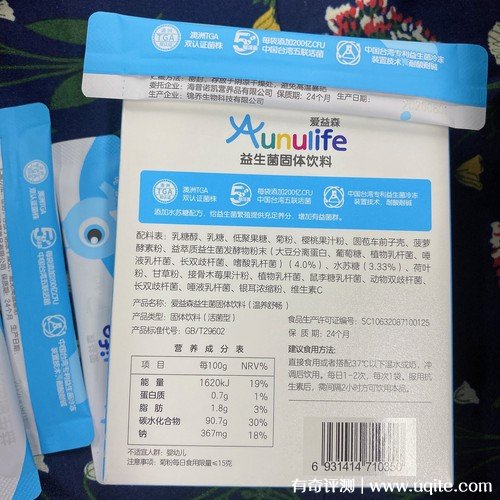 澳洲TGA
双认证菌株
每袋添加200亿CFU
中国台湾五联活菌
中国台湾专利益生菌冷冻
装置技术、耐酸耐碱
委托企业：海普诺凯营养品有限公司 保质期：24个月 生产日期：
生产企业：锦乔生物科技有限公司
爱益森
Aunulife
益生菌固体饮料
澳洲TGA
双认证菌株
每袋添加200亿CFU
中国台湾五联活菌
中国台湾专利益生菌冷冻
装置技术、耐酸耐碱
添加水苏糖配方，给益生菌繁殖提供充足养分，增加有益菌群。
配料表：乳糖醇、乳糖、低聚果糖、菊粉、樱桃果汁粉、圆苞车前子壳、菠萝
酵素粉、益萃质益生菌发酵物粉末（大豆分离蛋白、葡萄糖、植物乳杆菌、唾
液乳杆菌、长双歧杆菌、嗜酸乳杆菌）（4.0%）、水苏糖（3.33%）、荷叶
粉、甘草粉、接骨木莓果汁粉、植物乳杆菌、鼠李糖乳杆菌、动物双歧杆菌、
长双歧杆菌、唾液乳杆菌、银耳浓缩粉、维生素C
产品名称：爱益森益生菌固体饮料（温养舒畅）
产品类型：固体饮料（活菌型）
产品标准代号：GB/T29602
食品生产许可证编号：SC10632087100125
保质期：24个月
营 养 成 分 表
项目 每100g NRV%
能量 1620kJ 19%
蛋白质 0.7g 1%
脂肪 1.8g 3%
碳水化合物 90.7g 30%
钠 367mg 18%
不适宜人群：婴幼儿
注意事项：菊粉每日食用限量≤15克
建议食用方法：
直接食用或者搭配37℃以下温水或奶，冲
调后饮用。每日1-2次，每次1袋，服用抗
生素后，需间隔2小时方可饮用本品。
6 931414 710350
有奇评测 | www.uqite.com